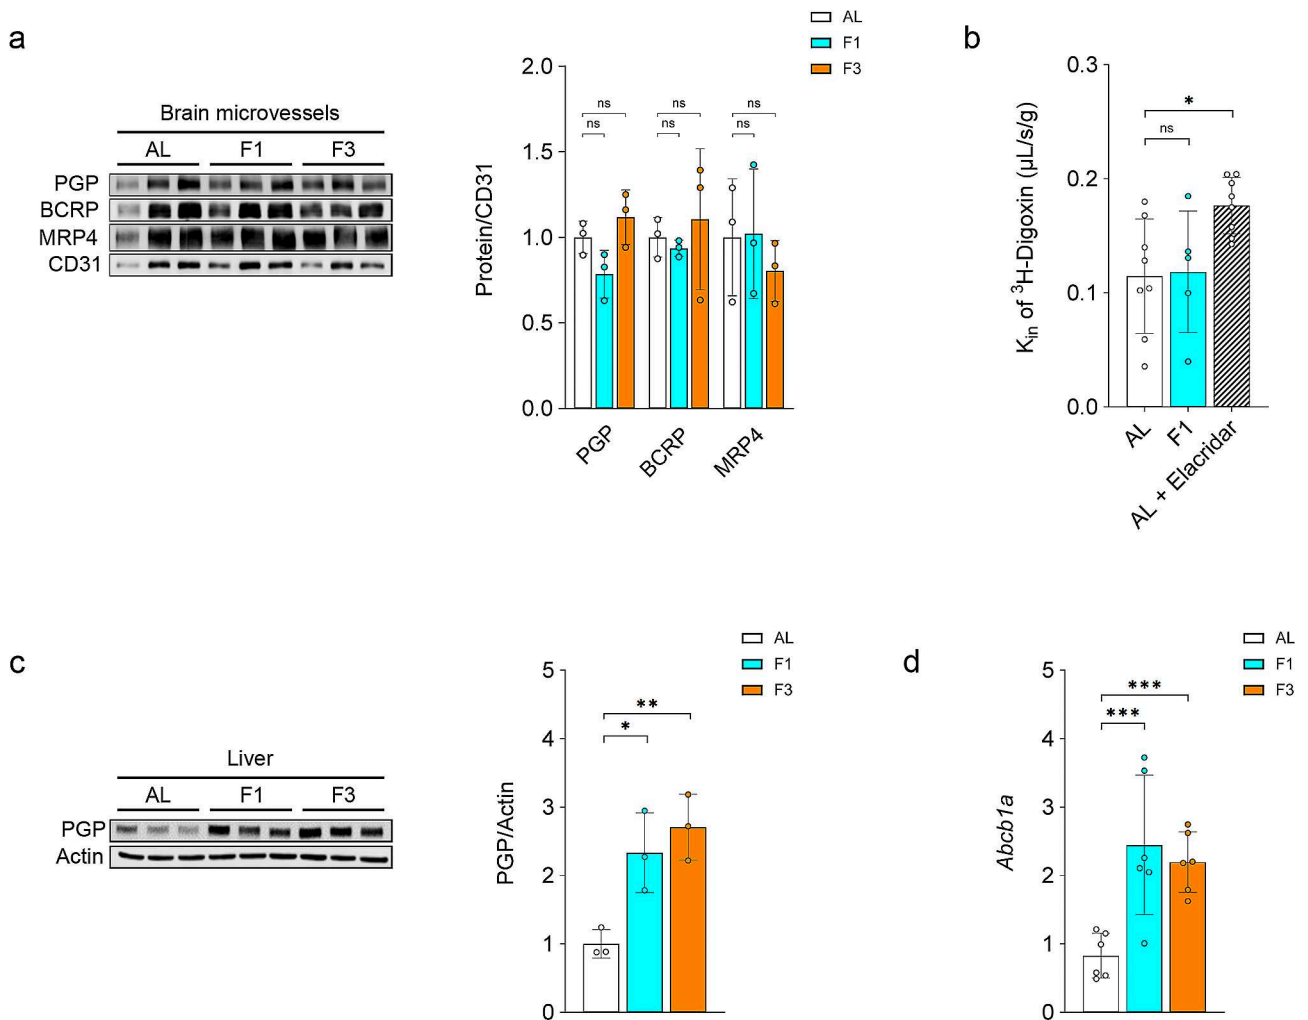 a
Brain microvessels
AL F1 F3
PGP
BCRP
MRP4
CD31
AL
F1
F3
Protein/CD31
2.0
1.5
1.0
0.5
0.0
ns
ns
ns
ns
ns
ns
PGP
BCRP
MRP4
b
K_in of ³H-Digoxin (µL/s/g)
0.3
0.2
0.1
0.0
*
ns
AL
F1
AL + Elacridar
c
Liver
AL F1 F3
PGP
Actin
AL
F1
F3
PGP/Actin
5
4
3
2
1
0
**
*
d
AL
F1
F3
Abcb1a
5
4
3
2
1
0
***
***